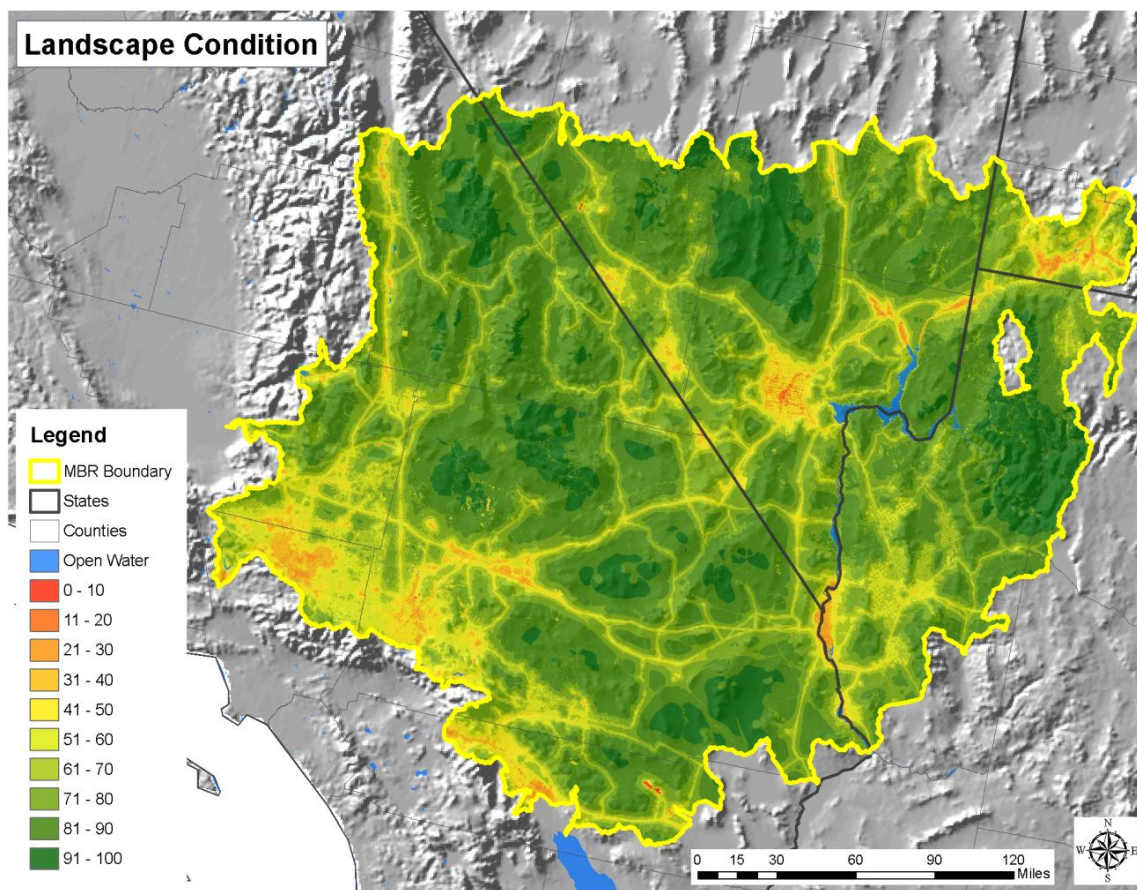 Landscape Condition
Legend
MBR Boundary
States
Counties
Open Water
0 - 10
11 - 20
21 - 30
31 - 40
41 - 50
51 - 60
61 - 70
71 - 80
81 - 90
91 - 100
N
W E
S
0 15 30 60 90 120
Miles